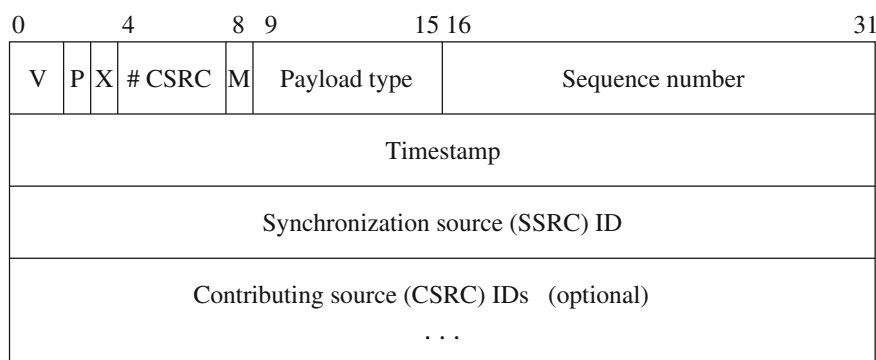 0 4 8 9 15 16 31
V P X # CSRC M Payload type Sequence number
Timestamp
Synchronization source (SSRC) ID
Contributing source (CSRC) IDs (optional)
. . .